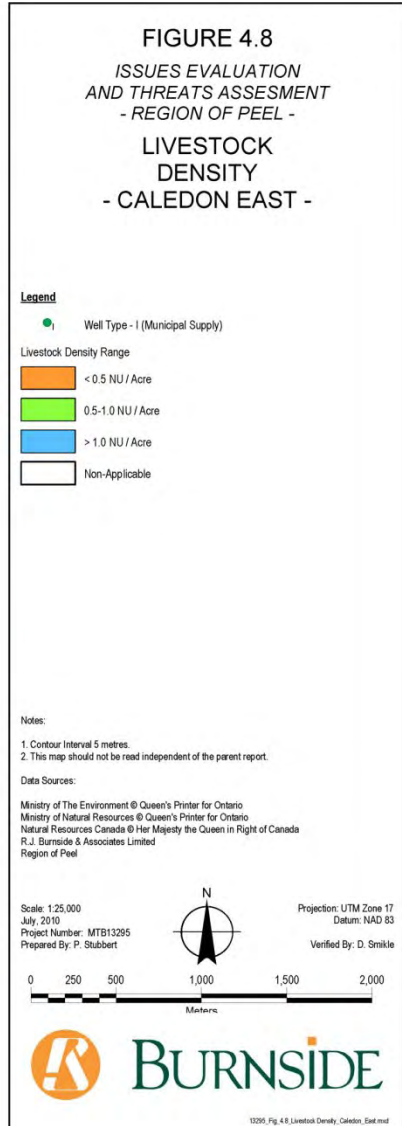 FIGURE 4.8
ISSUES EVALUATION
AND THREATS ASSESMENT
- REGION OF PEEL -
LIVESTOCK
DENSITY
- CALEDON EAST -
Legend
I Well Type - I (Municipal Supply)
Livestock Density Range
< 0.5 NU / Acre
0.5-1.0 NU / Acre
> 1.0 NU / Acre
Non-Applicable
Notes:
1. Contour Interval 5 metres.
2. This map should not be read independent of the parent report.
Data Sources:
Ministry of The Environment © Queen's Printer for Ontario
Ministry of Natural Resources © Queen's Printer for Ontario
Natural Resources Canada © Her Majesty the Queen in Right of Canada
R.J. Burnside & Associates Limited
Region of Peel
Scale: 1:25,000
July, 2010
Project Number: MTB13295
Prepared By: P. Stubbert
N
Projection: UTM Zone 17
Datum: NAD 83
Verified By: D. Smikle
0 250 500 1,000 1,500 2,000
Meters
BURNSIDE
13295_Fig_4.8_Livestock Density_Caledon_East.mxd